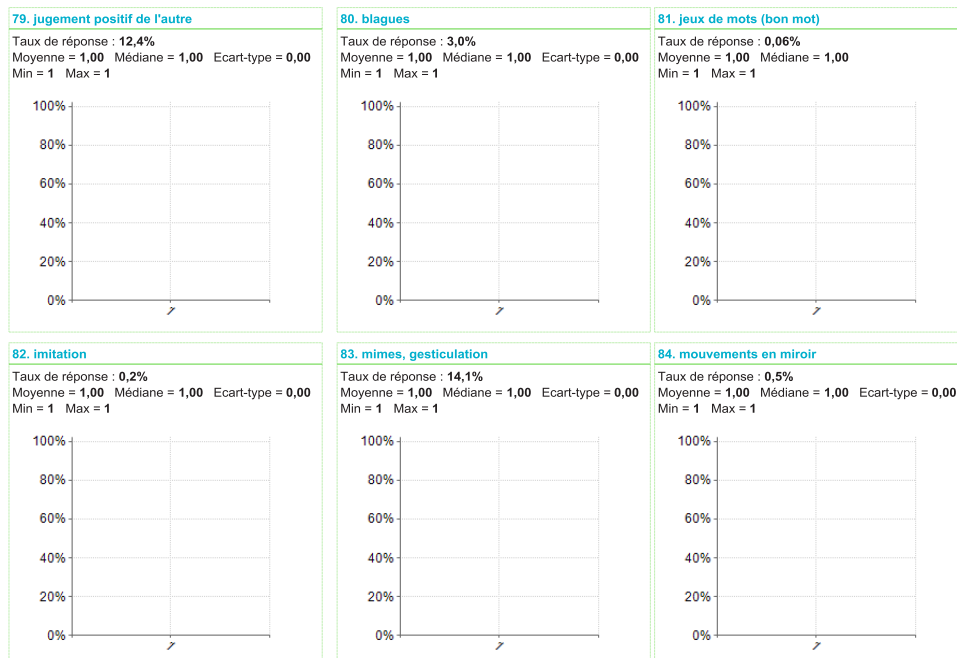 79. jugement positif de l'autre
Taux de réponse : 12,4%
Moyenne = 1,00 Médiane = 1,00 Ecart-type = 0,00
Min = 1 Max = 1
100%
80%
60%
40%
20%
0%
1
80. blagues
Taux de réponse : 3,0%
Moyenne = 1,00 Médiane = 1,00 Ecart-type = 0,00
Min = 1 Max = 1
100%
80%
60%
40%
20%
0%
1
81. jeux de mots (bon mot)
Taux de réponse : 0,06%
Moyenne = 1,00 Médiane = 1,00
Min = 1 Max = 1
100%
80%
60%
40%
20%
0%
1
82. imitation
Taux de réponse : 0,2%
Moyenne = 1,00 Médiane = 1,00 Ecart-type = 0,00
Min = 1 Max = 1
100%
80%
60%
40%
20%
0%
1
83. mimes, gesticulation
Taux de réponse : 14,1%
Moyenne = 1,00 Médiane = 1,00 Ecart-type = 0,00
Min = 1 Max = 1
100%
80%
60%
40%
20%
0%
1
84. mouvements en miroir
Taux de réponse : 0,5%
Moyenne = 1,00 Médiane = 1,00 Ecart-type = 0,00
Min = 1 Max = 1
100%
80%
60%
40%
20%
0%
1